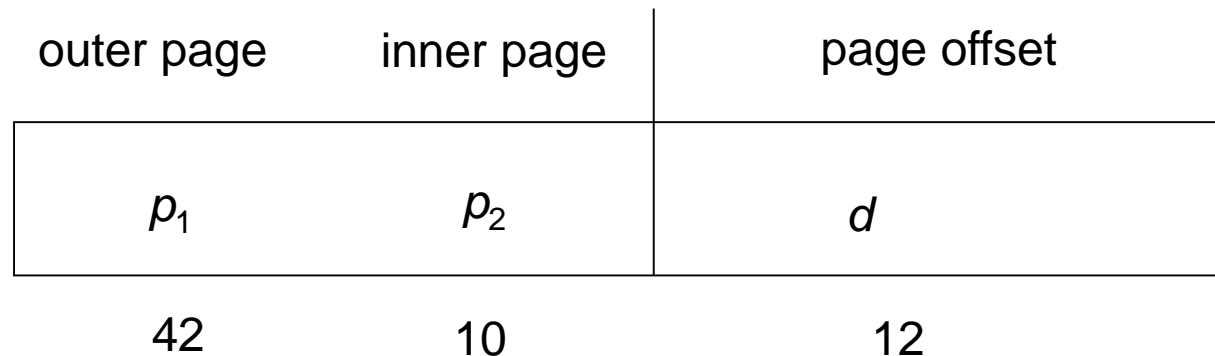 outer page inner page page offset
p₁ p₂ d
42 10 12